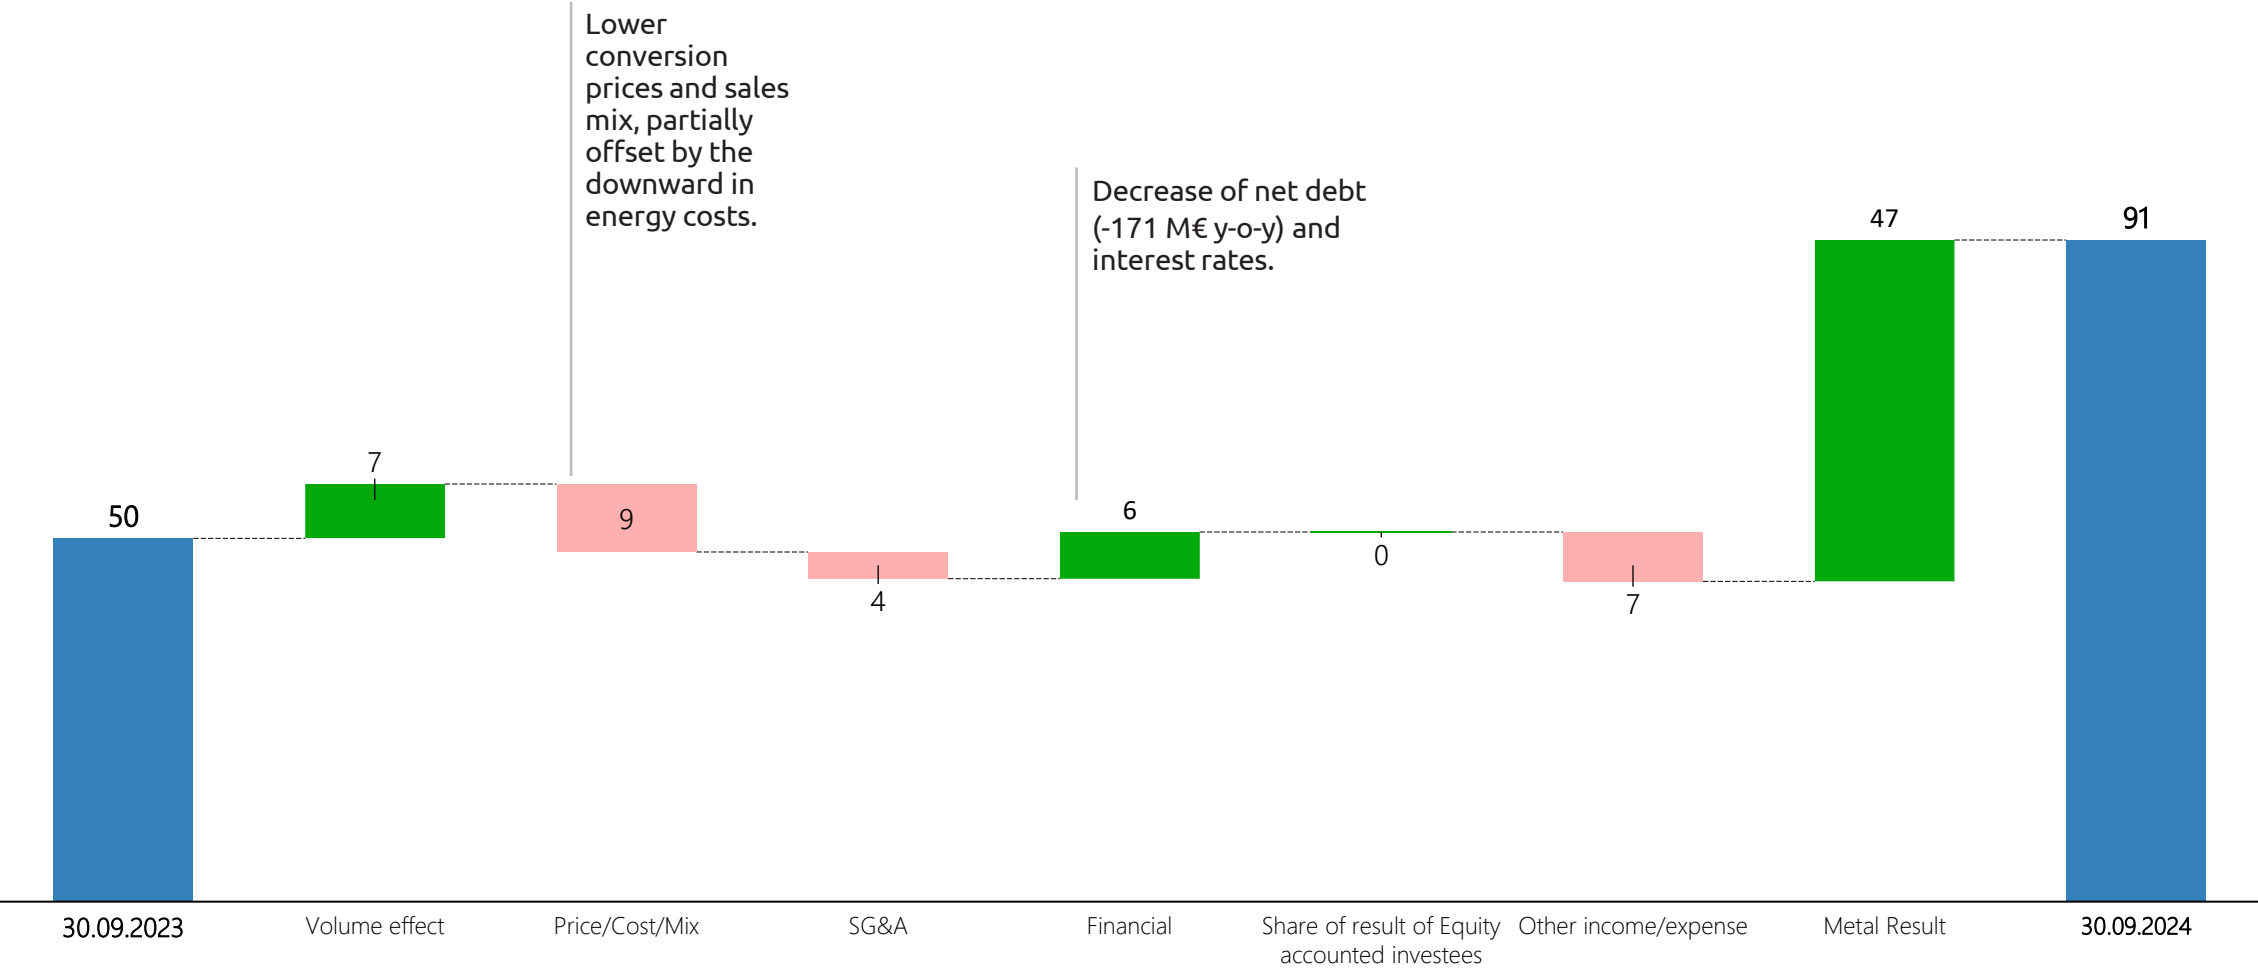 Lower
conversion
prices and sales
mix, partially
offset by the
downward in
energy costs.
Decrease of net debt
(-171 M€ y-o-y) and
interest rates.
47
91
7
50
9
6
0
4
7
30.09.2023
Volume effect
Price/Cost/Mix
SG&A
Financial
Share of result of Equity
accounted investees
Other income/expense
Metal Result
30.09.2024